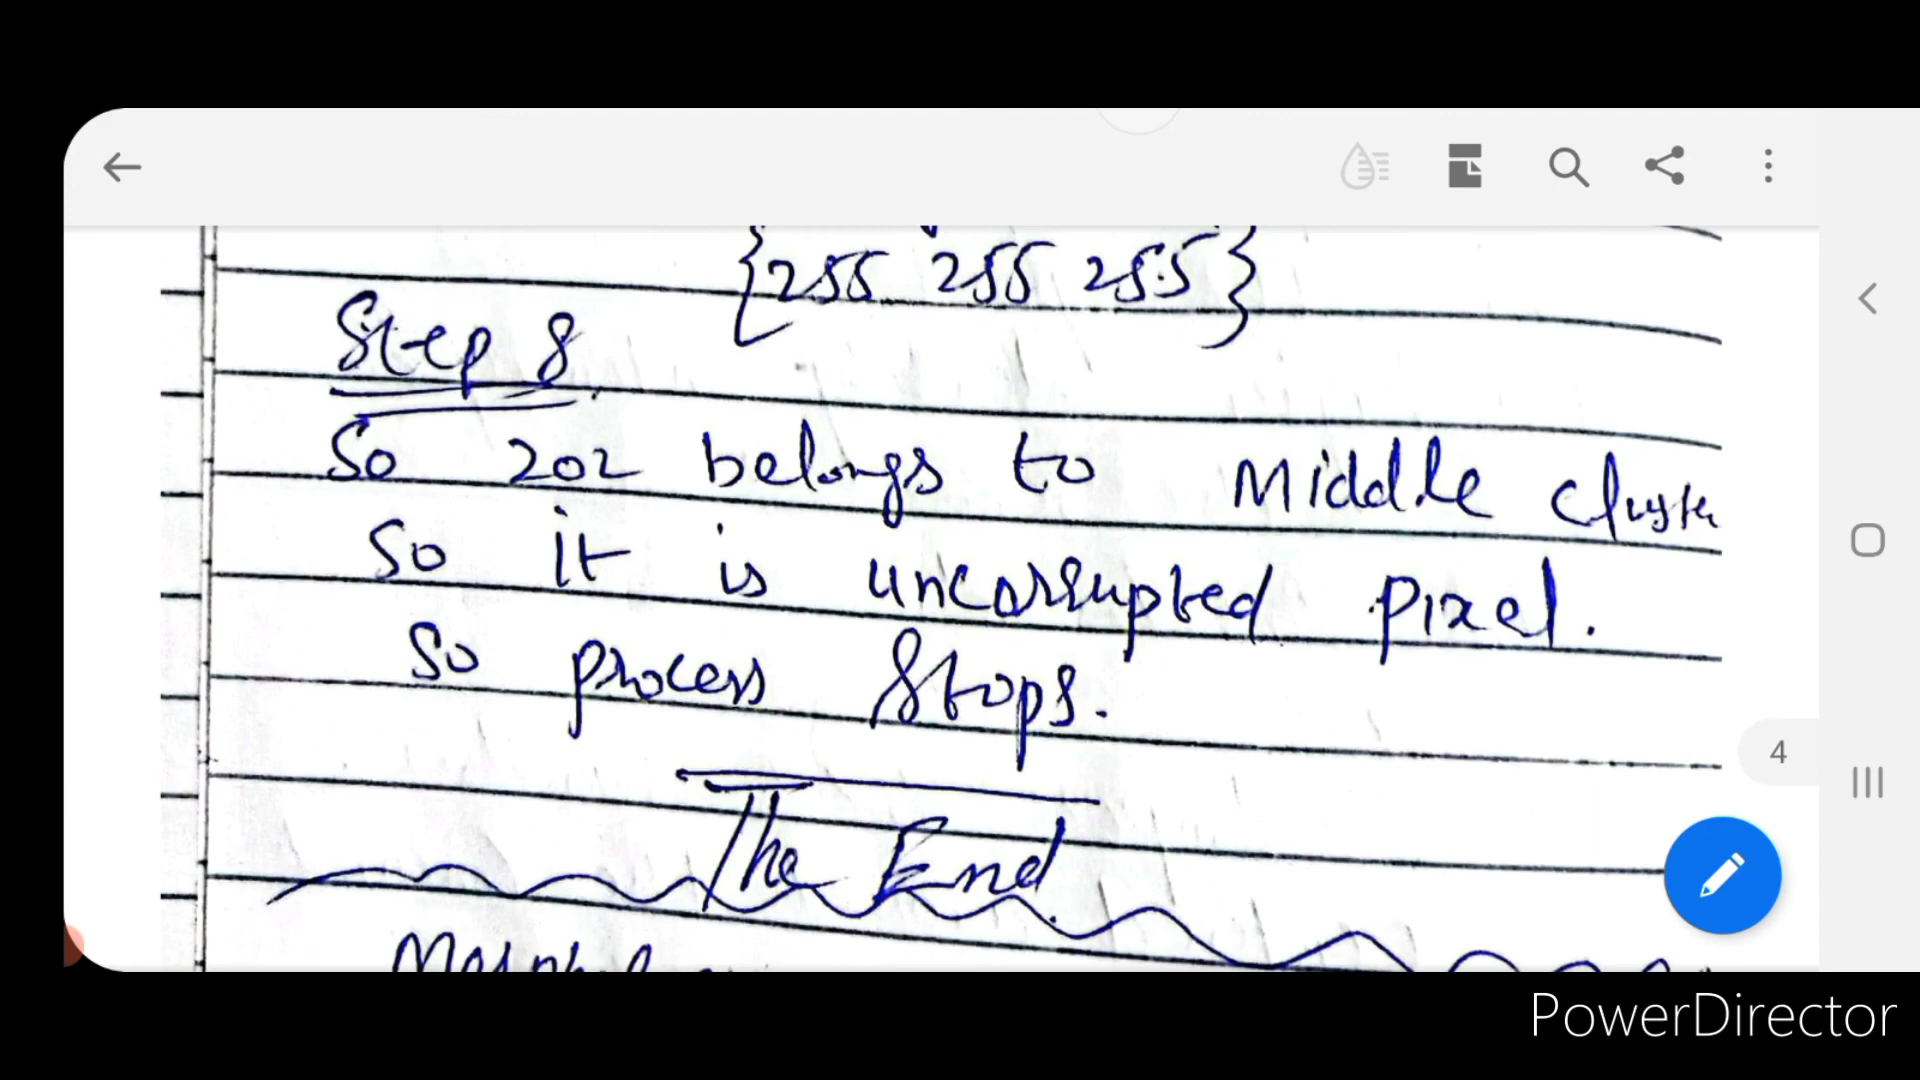 {255 255 255}
Step 8
So 202 belongs to Middle cluster
So it is uncorrupted pixel.
So process Stops.
The End
4
PowerDirector